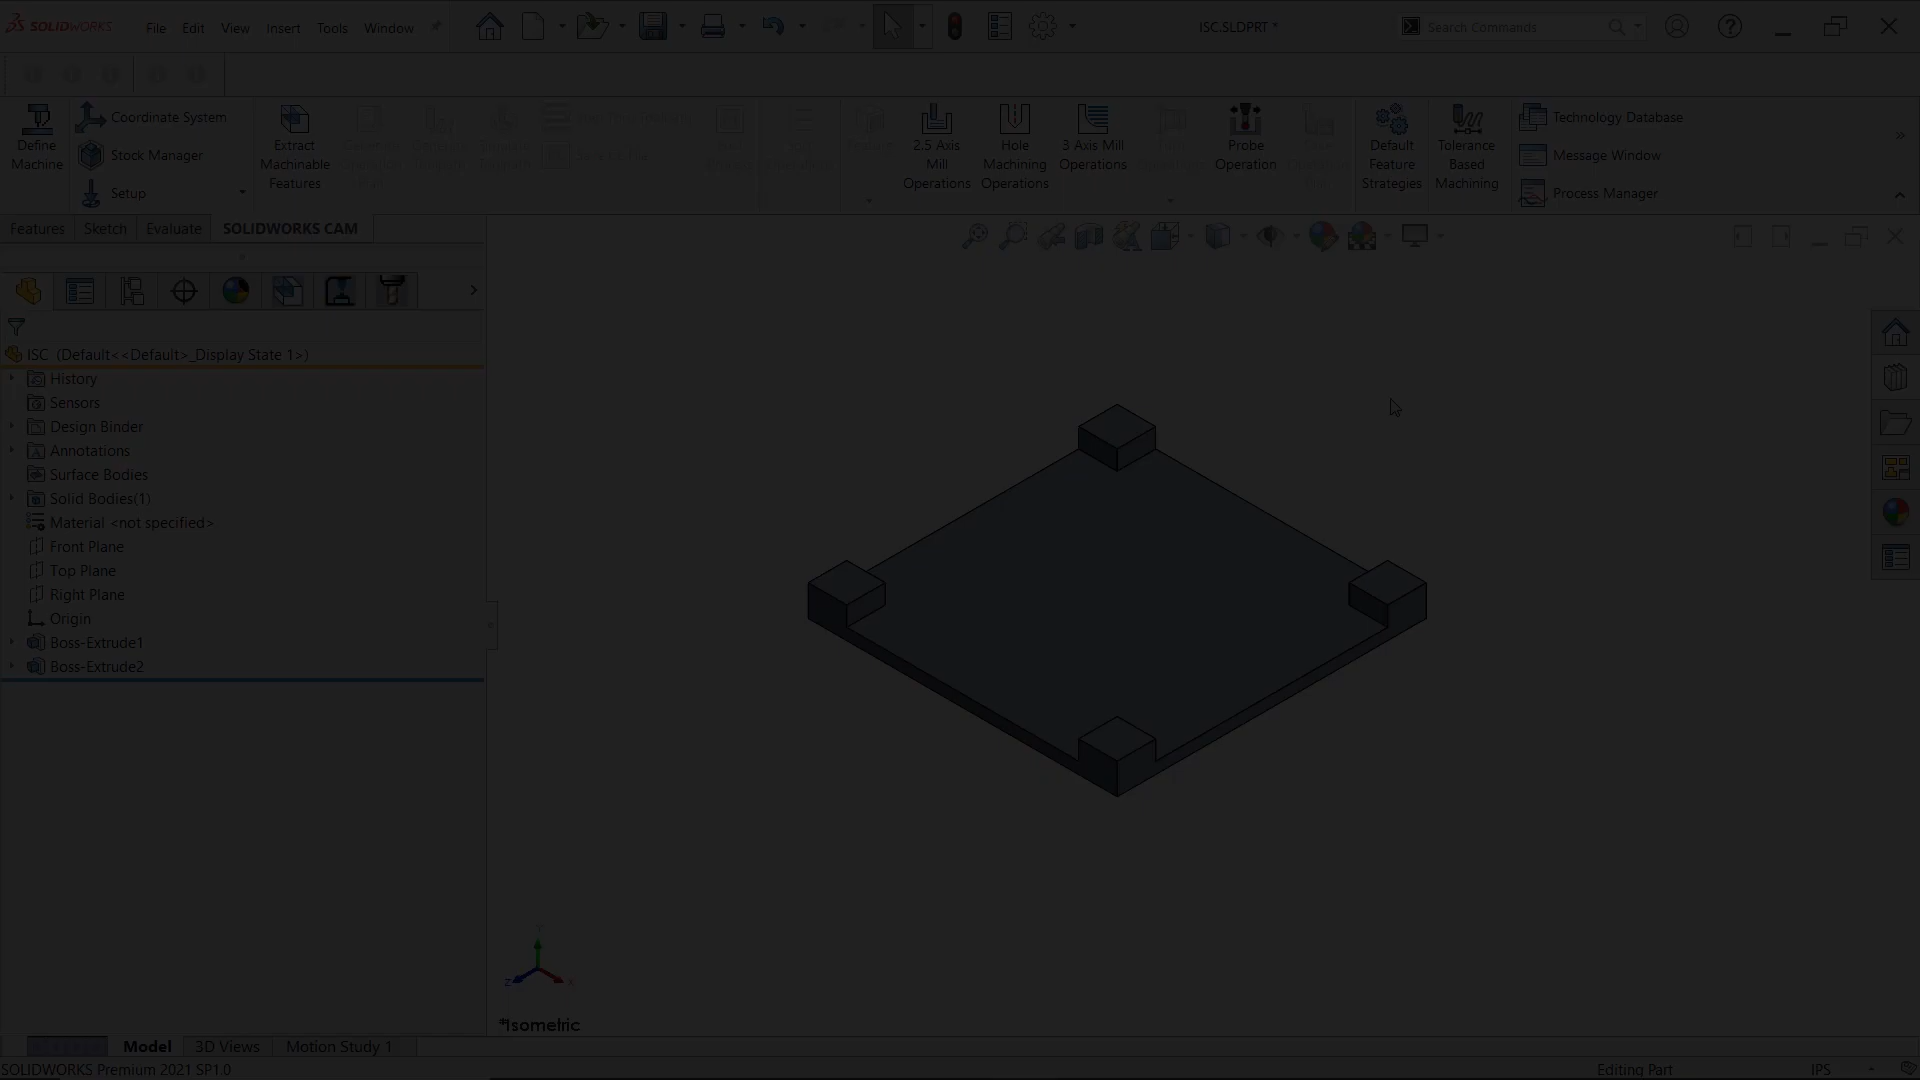 SOLIDWORKS File Edit View Insert Tools Window ISC.SLDPRT * Search Commands
Define Machine
Coordinate System
Stock Manager
Setup
Extract Machinable Features
2.5 Axis Mill Operations
Hole Machining Operations
3 Axis Mill Operations
Probe Operation
Default Feature Strategies
Tolerance Based Machining
Technology Database
Message Window
Process Manager
Features Sketch Evaluate SOLIDWORKS CAM
ISC (Default<<Default>_Display State 1>)
History
Sensors
Design Binder
Annotations
Surface Bodies
Solid Bodies(1)
Material <not specified>
Front Plane
Top Plane
Right Plane
Origin
Boss-Extrude1
Boss-Extrude2
Y
Z X
*Isometric
Model 3D Views Motion Study 1
SOLIDWORKS Premium 2021 SP1.0 Editing Part IPS